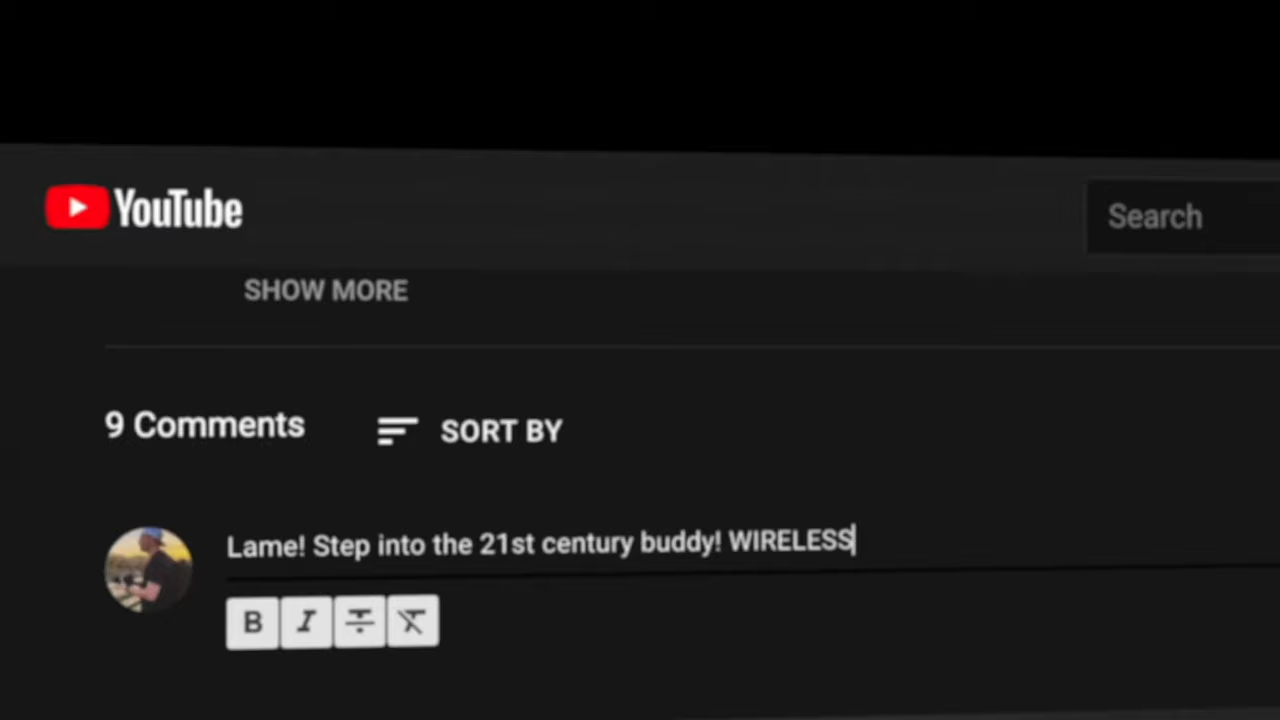 YouTube
Search
SHOW MORE
9 Comments
SORT BY
Lame! Step into the 21st century buddy! WIRELESS
B I T T